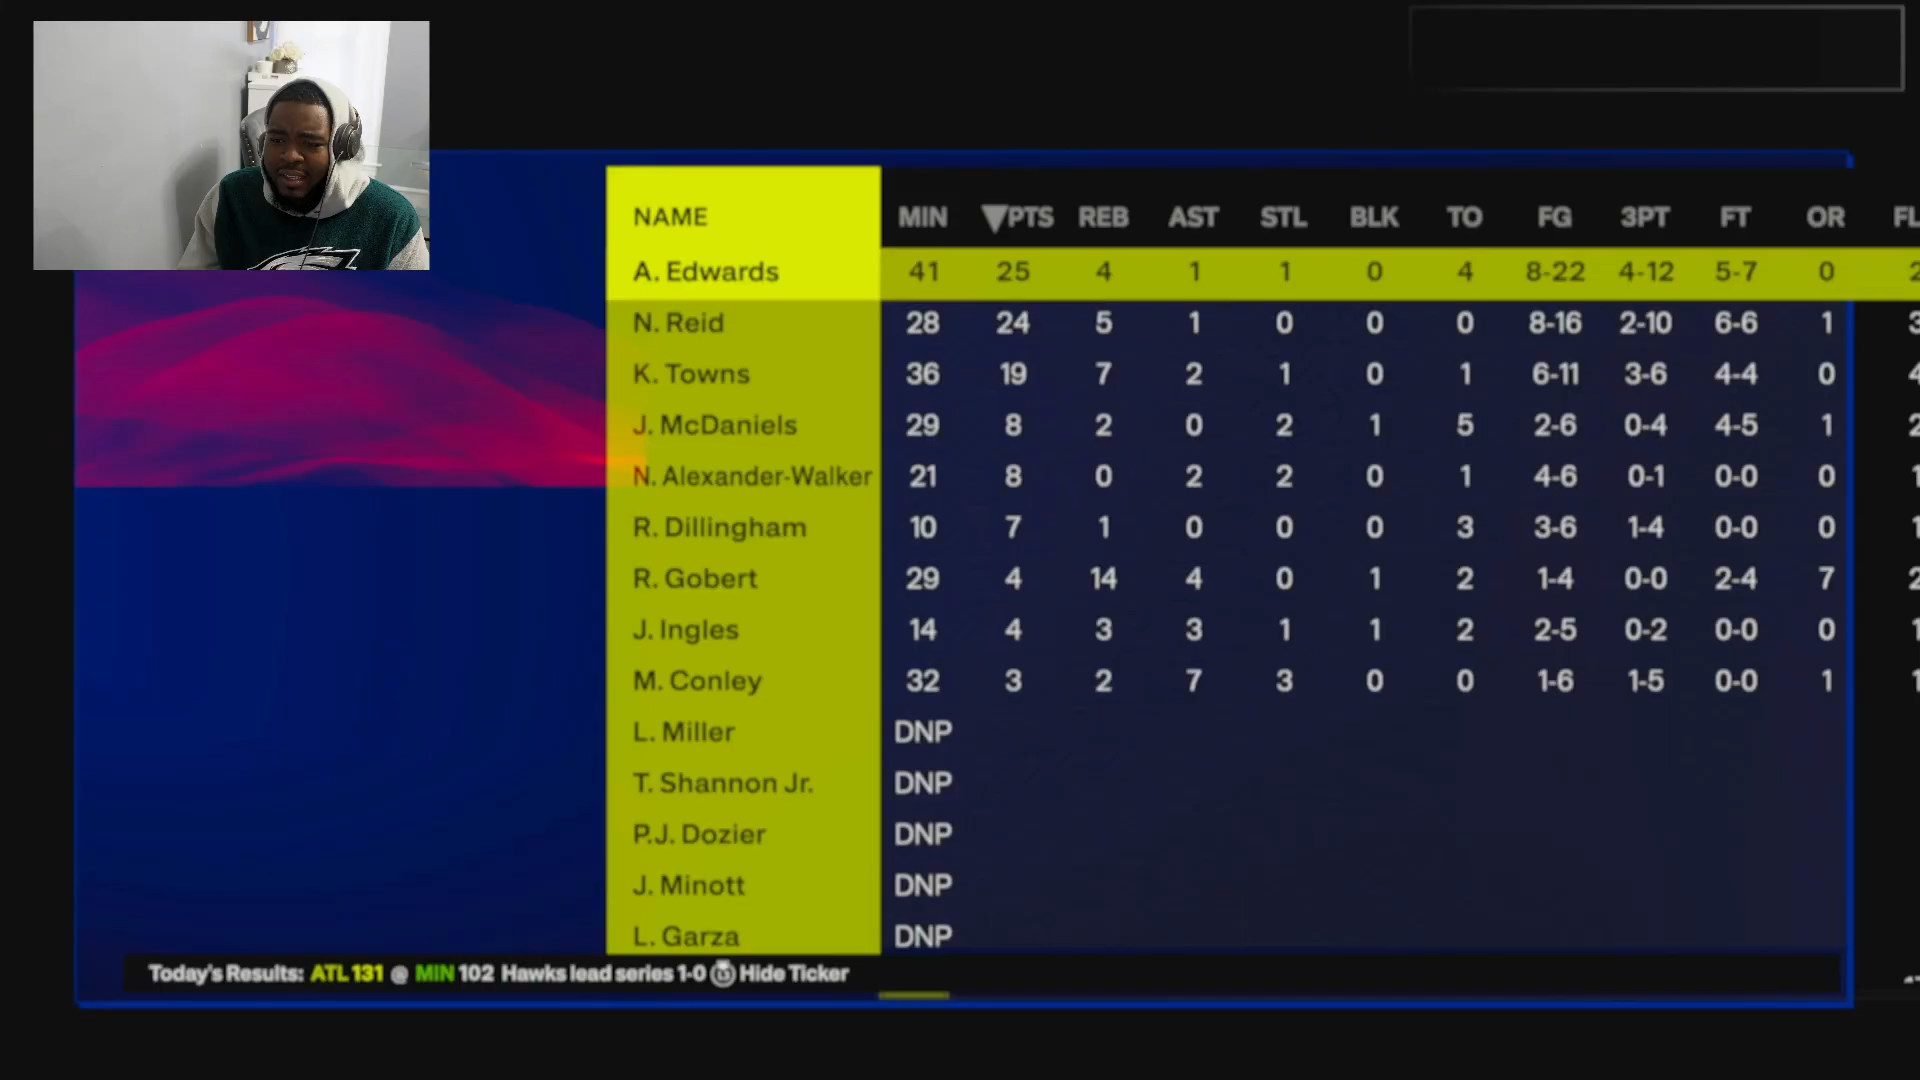 NAME MIN ▼PTS REB AST STL BLK TO FG 3PT FT OR
A. Edwards 41 25 4 1 1 0 4 8-22 4-12 5-7 0 2
N. Reid 28 24 5 1 0 0 0 8-16 2-10 6-6 1 3
K. Towns 36 19 7 2 1 0 1 6-11 3-6 4-4 0 4
J. McDaniels 29 8 2 0 2 1 5 2-6 0-4 4-5 1 2
N. Alexander-Walker 21 8 0 2 2 0 1 4-6 0-1 0-0 0 1
R. Dillingham 10 7 1 0 0 0 3 3-6 1-4 0-0 0 1
R. Gobert 29 4 14 4 0 1 2 1-4 0-0 2-4 7 2
J. Ingles 14 4 3 3 1 1 2 2-5 0-2 0-0 0 1
M. Conley 32 3 2 7 3 0 0 1-6 1-5 0-0 1 1
L. Miller DNP
T. Shannon Jr. DNP
P.J. Dozier DNP
J. Minott DNP
L. Garza DNP
Today's Results: ATL 131 @ MIN 102 Hawks lead series 1-0 Hide Ticker